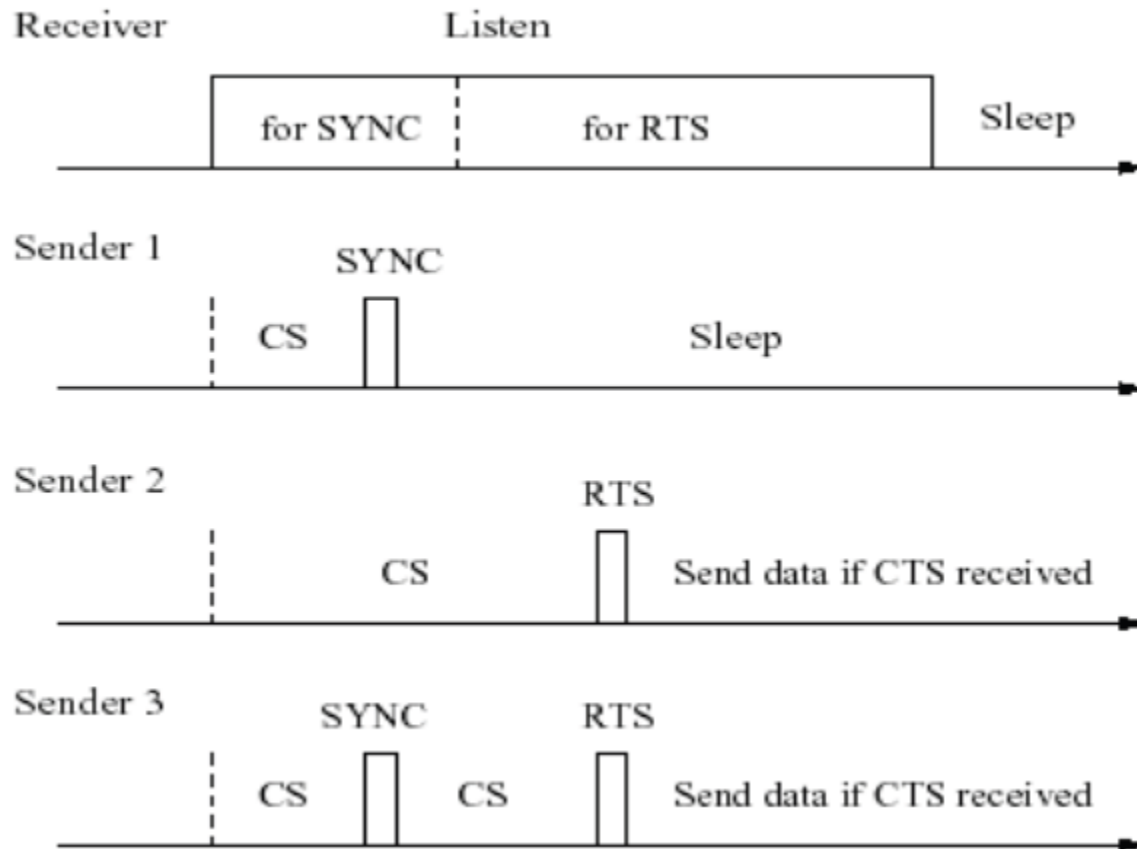 Receiver Listen
for SYNC for RTS Sleep
Sender 1
SYNC
CS Sleep
Sender 2
RTS
CS Send data if CTS received
Sender 3
SYNC RTS
CS CS Send data if CTS received